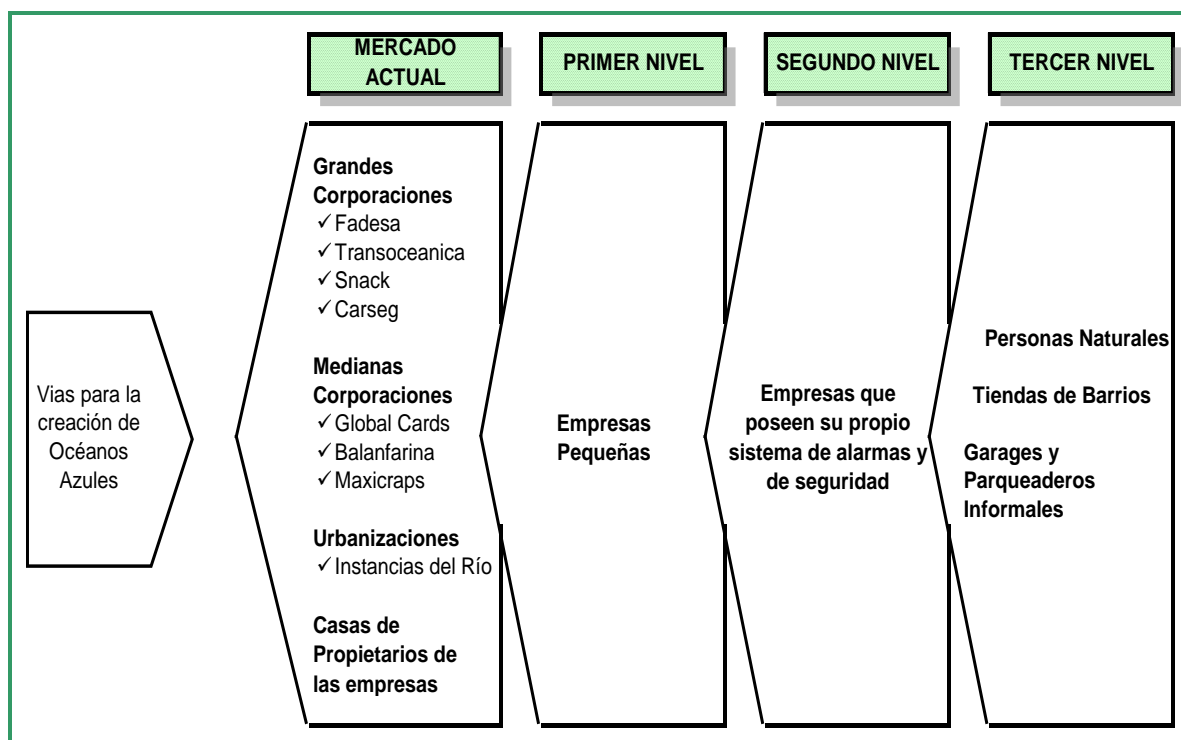 MERCADO
ACTUAL
PRIMER NIVEL
SEGUNDO NIVEL
TERCER NIVEL
Vias para la
creación de
Océanos
Azules
Grandes
Corporaciones
✓Fadesa
✓Transoceanica
✓Snack
✓Carseg
Medianas
Corporaciones
✓Global Cards
✓Balanfarina
✓Maxicraps
Urbanizaciones
✓Instancias del Río
Casas de
Propietarios de
las empresas
Empresas
Pequeñas
Empresas que
poseen su propio
sistema de alarmas y
de seguridad
Personas Naturales
Tiendas de Barrios
Garages y
Parqueaderos
Informales